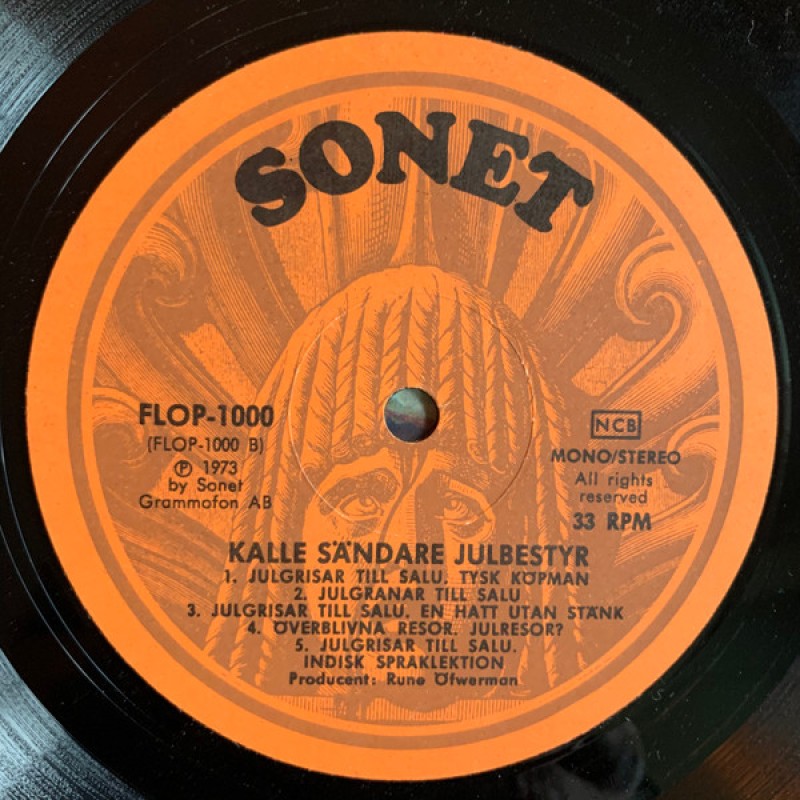 SONET
FLOP-1000
(FLOP-1000 B)
℗ 1973
by Sonet
Grammofon AB
NCB
MONO/STEREO
All rights
reserved
33 RPM
KALLE SÄNDARE JULBESTYR
1. JULGRISAR TILL SALU. TYSK KÖPMAN
2. JULGRANAR TILL SALU
3. JULGRISAR TILL SALU. EN HATT UTAN STÄNK
4. ÖVERBLIVNA RESOR. JULRESOR?
5. JULGRISAR TILL SALU.
INDISK SPRAKLEKTION
Producent: Rune Öfwerman